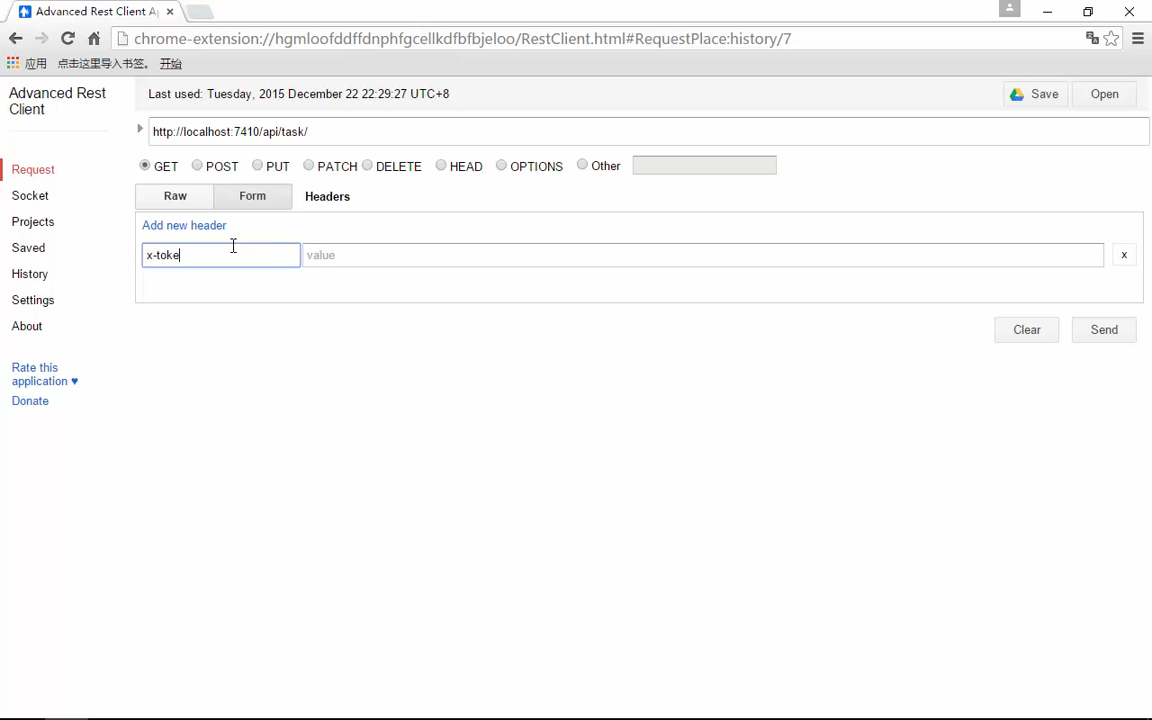 Advanced Rest Client A
chrome-extension://hgmloofddffdnphfgcellkdfbfbjeloo/RestClient.html#RequestPlace:history/7
应用 点击这里导入书签。 开始
Advanced Rest
Client
Last used: Tuesday, 2015 December 22 22:29:27 UTC+8
Save
Open
http://localhost:7410/api/task/
GET POST PUT PATCH DELETE HEAD OPTIONS Other
Raw Form Headers
Add new header
x-toke
value
x
Clear Send
Request
Socket
Projects
Saved
History
Settings
About
Rate this
application ♥
Donate